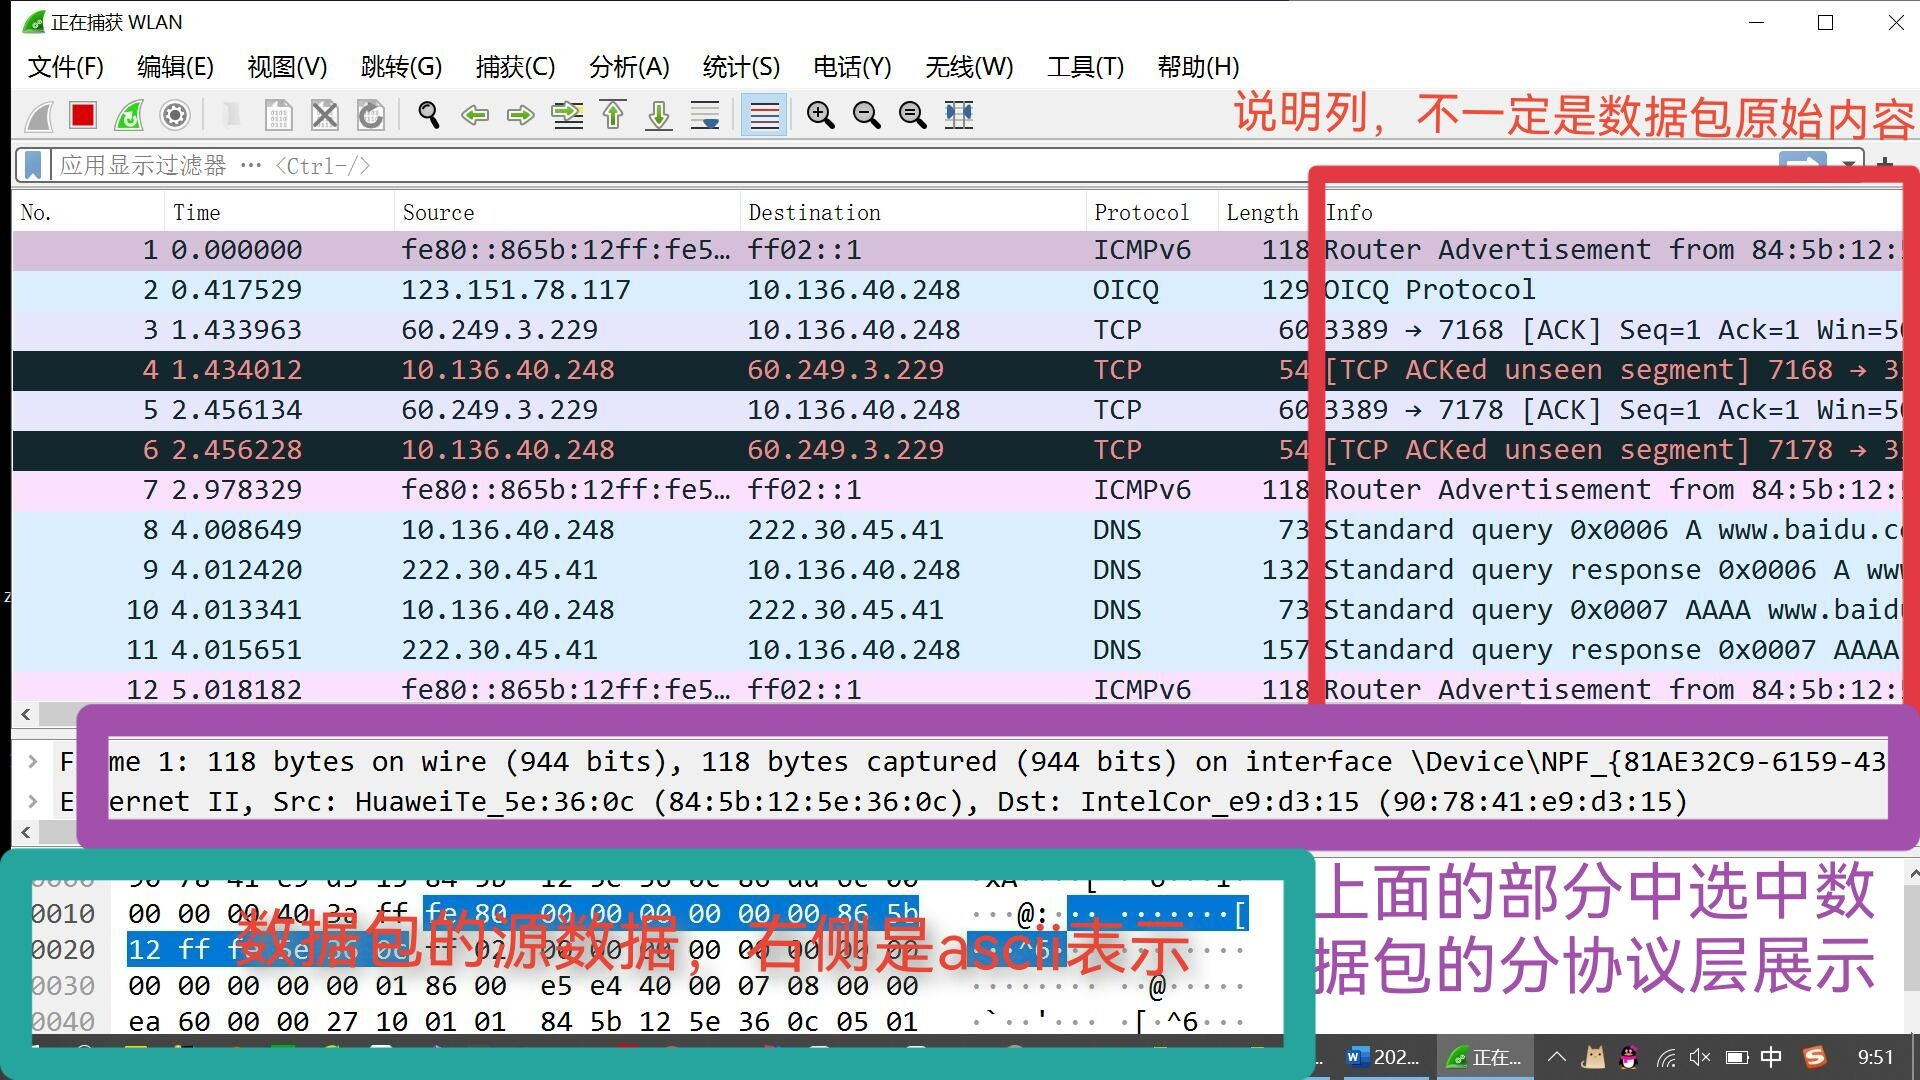 正在捕获 WLAN
文件(F) 编辑(E) 视图(V) 跳转(G) 捕获(C) 分析(A) 统计(S) 电话(Y) 无线(W) 工具(T) 帮助(H)
说明列，不一定是数据包原始内容
应用显示过滤器 … <Ctrl-/>
No. Time Source Destination Protocol Length Info
1 0.000000 fe80::865b:12ff:fe5… ff02::1 ICMPv6 118 Router Advertisement from 84:5b:12:
2 0.417529 123.151.78.117 10.136.40.248 OICQ 129 OICQ Protocol
3 1.433963 60.249.3.229 10.136.40.248 TCP 60 3389 → 7168 [ACK] Seq=1 Ack=1 Win=5
4 1.434012 10.136.40.248 60.249.3.229 TCP 54 [TCP ACKed unseen segment] 7168 → 3
5 2.456134 60.249.3.229 10.136.40.248 TCP 60 3389 → 7178 [ACK] Seq=1 Ack=1 Win=5
6 2.456228 10.136.40.248 60.249.3.229 TCP 54 [TCP ACKed unseen segment] 7178 → 3
7 2.978329 fe80::865b:12ff:fe5… ff02::1 ICMPv6 118 Router Advertisement from 84:5b:12:
8 4.008649 10.136.40.248 222.30.45.41 DNS 73 Standard query 0x0006 A www.baidu.c
9 4.012420 222.30.45.41 10.136.40.248 DNS 132 Standard query response 0x0006 A ww
10 4.013341 10.136.40.248 222.30.45.41 DNS 73 Standard query 0x0007 AAAA www.baid
11 4.015651 222.30.45.41 10.136.40.248 DNS 157 Standard query response 0x0007 AAAA
12 5.018182 fe80::865b:12ff:fe5… ff02::1 ICMPv6 118 Router Advertisement from 84:5b:12:
F me 1: 118 bytes on wire (944 bits), 118 bytes captured (944 bits) on interface \Device\NPF_{81AE32C9-6159-43
E ernet II, Src: HuaweiTe_5e:36:0c (84:5b:12:5e:36:0c), Dst: IntelCor_e9:d3:15 (90:78:41:e9:d3:15)
上面的部分中选中数
据包的分协议层展示
0010 00 00 00 40 3a ff fe 80 00 00 00 00 00 00 86 5b ···@:·· ·······[
数据包的源数据，右侧是ascii表示
0020 12 ff 5e 36 0c ff 02 00 00 00 00 00 00 00
0030 00 00 00 00 00 01 86 00 e5 e4 40 00 07 08 00 00 ········ ··@·····
0040 ea 60 00 00 27 10 01 01 84 5b 12 5e 36 0c 05 01 ·`··'··· ·[·^6···
202... 正在... 中 9:51